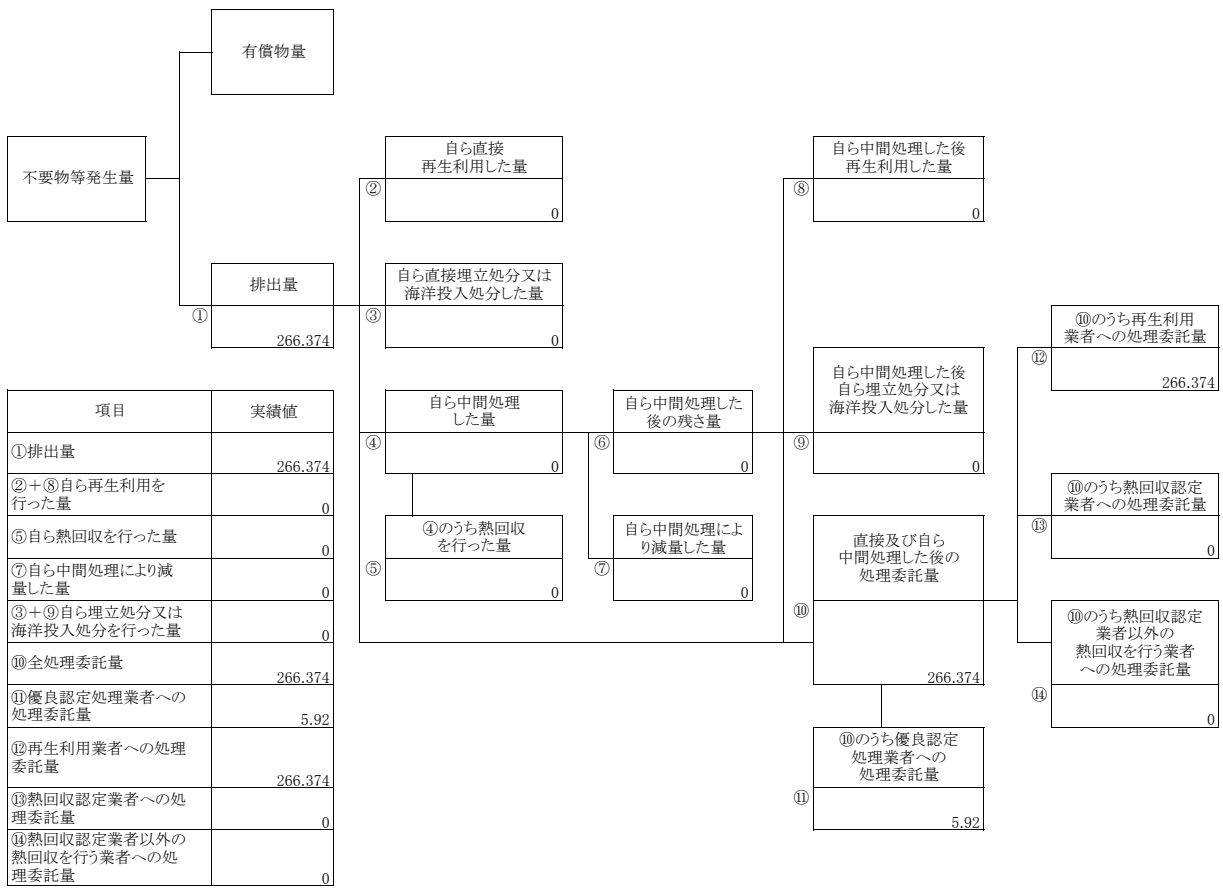 有償物量
不要物等発生量
自ら直接
再生利用した量
②
0
自ら中間処理した後
再生利用した量
⑧
0
排出量
①
266.374
自ら直接埋立処分又は
海洋投入処分した量
③
0
⑩のうち再生利用
業者への処理委託量
⑫
266.374
自ら中間処理
した量
④
0
自ら中間処理した
後の残さ量
⑥
0
自ら中間処理した後
自ら埋立処分又は
海洋投入処分した量
⑨
0
⑩のうち熱回収認定
業者への処理委託量
⑬
0
④のうち熱回収
を行った量
⑤
0
自ら中間処理によ
り減量した量
⑦
0
直接及び自ら
中間処理した後の
処理委託量
⑩
266.374
⑩のうち熱回収認定
業者以外の
熱回収を行う業者
への処理委託量
⑭
0
⑩のうち優良認定
処理業者への
処理委託量
⑪
5.92
項目 実績値
①排出量
266.374
②+⑧自ら再生利用を
行った量
0
⑤自ら熱回収を行った量
0
⑦自ら中間処理により減
量した量
0
③+⑨自ら埋立処分又は
海洋投入処分を行った量
0
⑩全処理委託量
266.374
⑪優良認定処理業者への
処理委託量
5.92
⑫再生利用業者への処理
委託量
266.374
⑬熱回収認定業者への処
理委託量
0
⑭熱回収認定業者以外の
熱回収を行う業者への処
理委託量
0